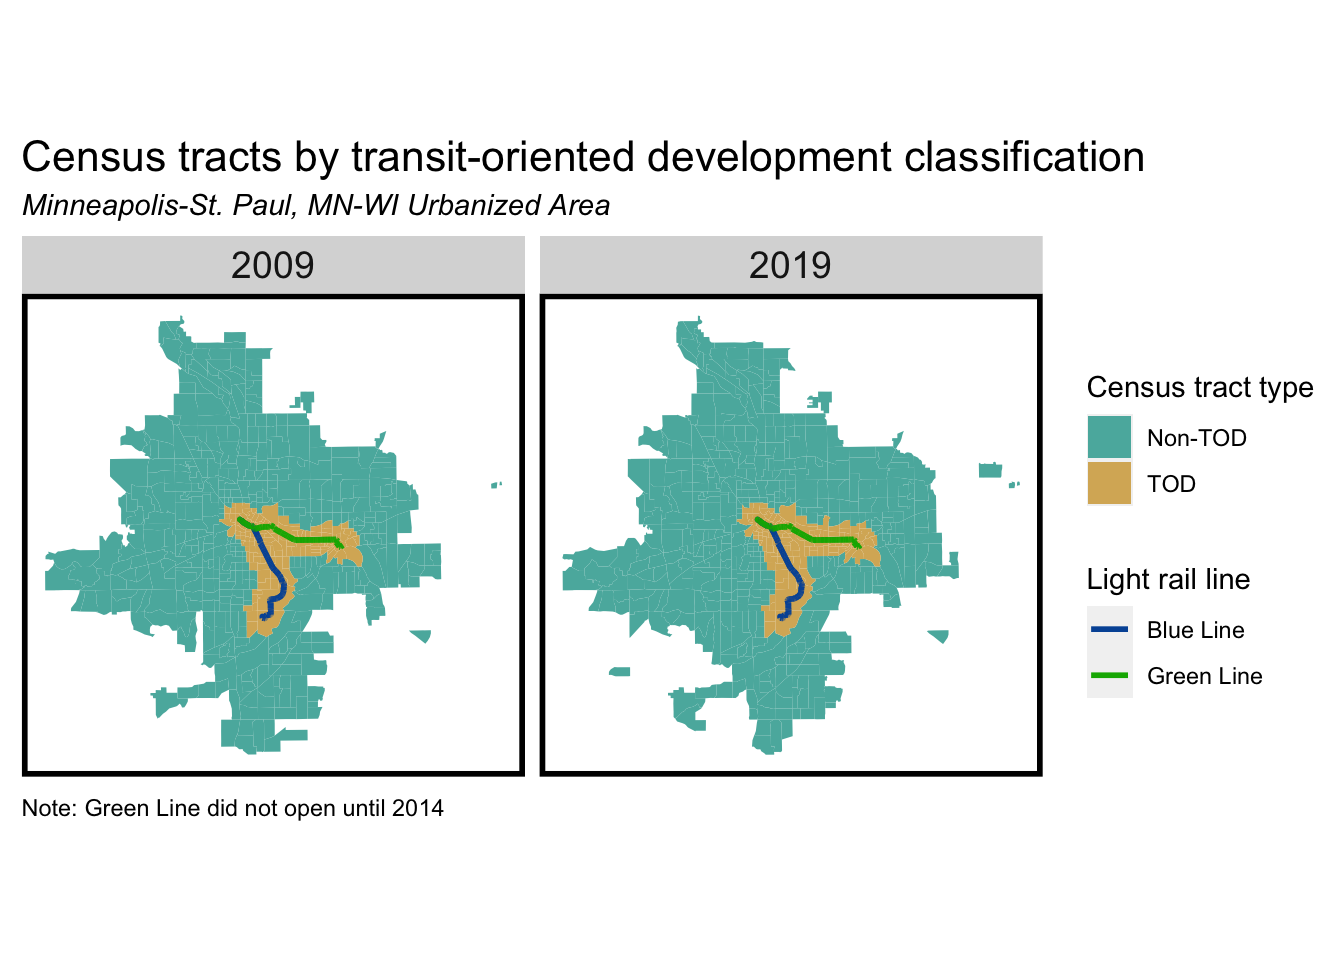 Census tracts by transit-oriented development classification
Minneapolis-St. Paul, MN-WI Urbanized Area
2009
2019
Census tract type
Non-TOD
TOD
Light rail line
Blue Line
Green Line
Note: Green Line did not open until 2014